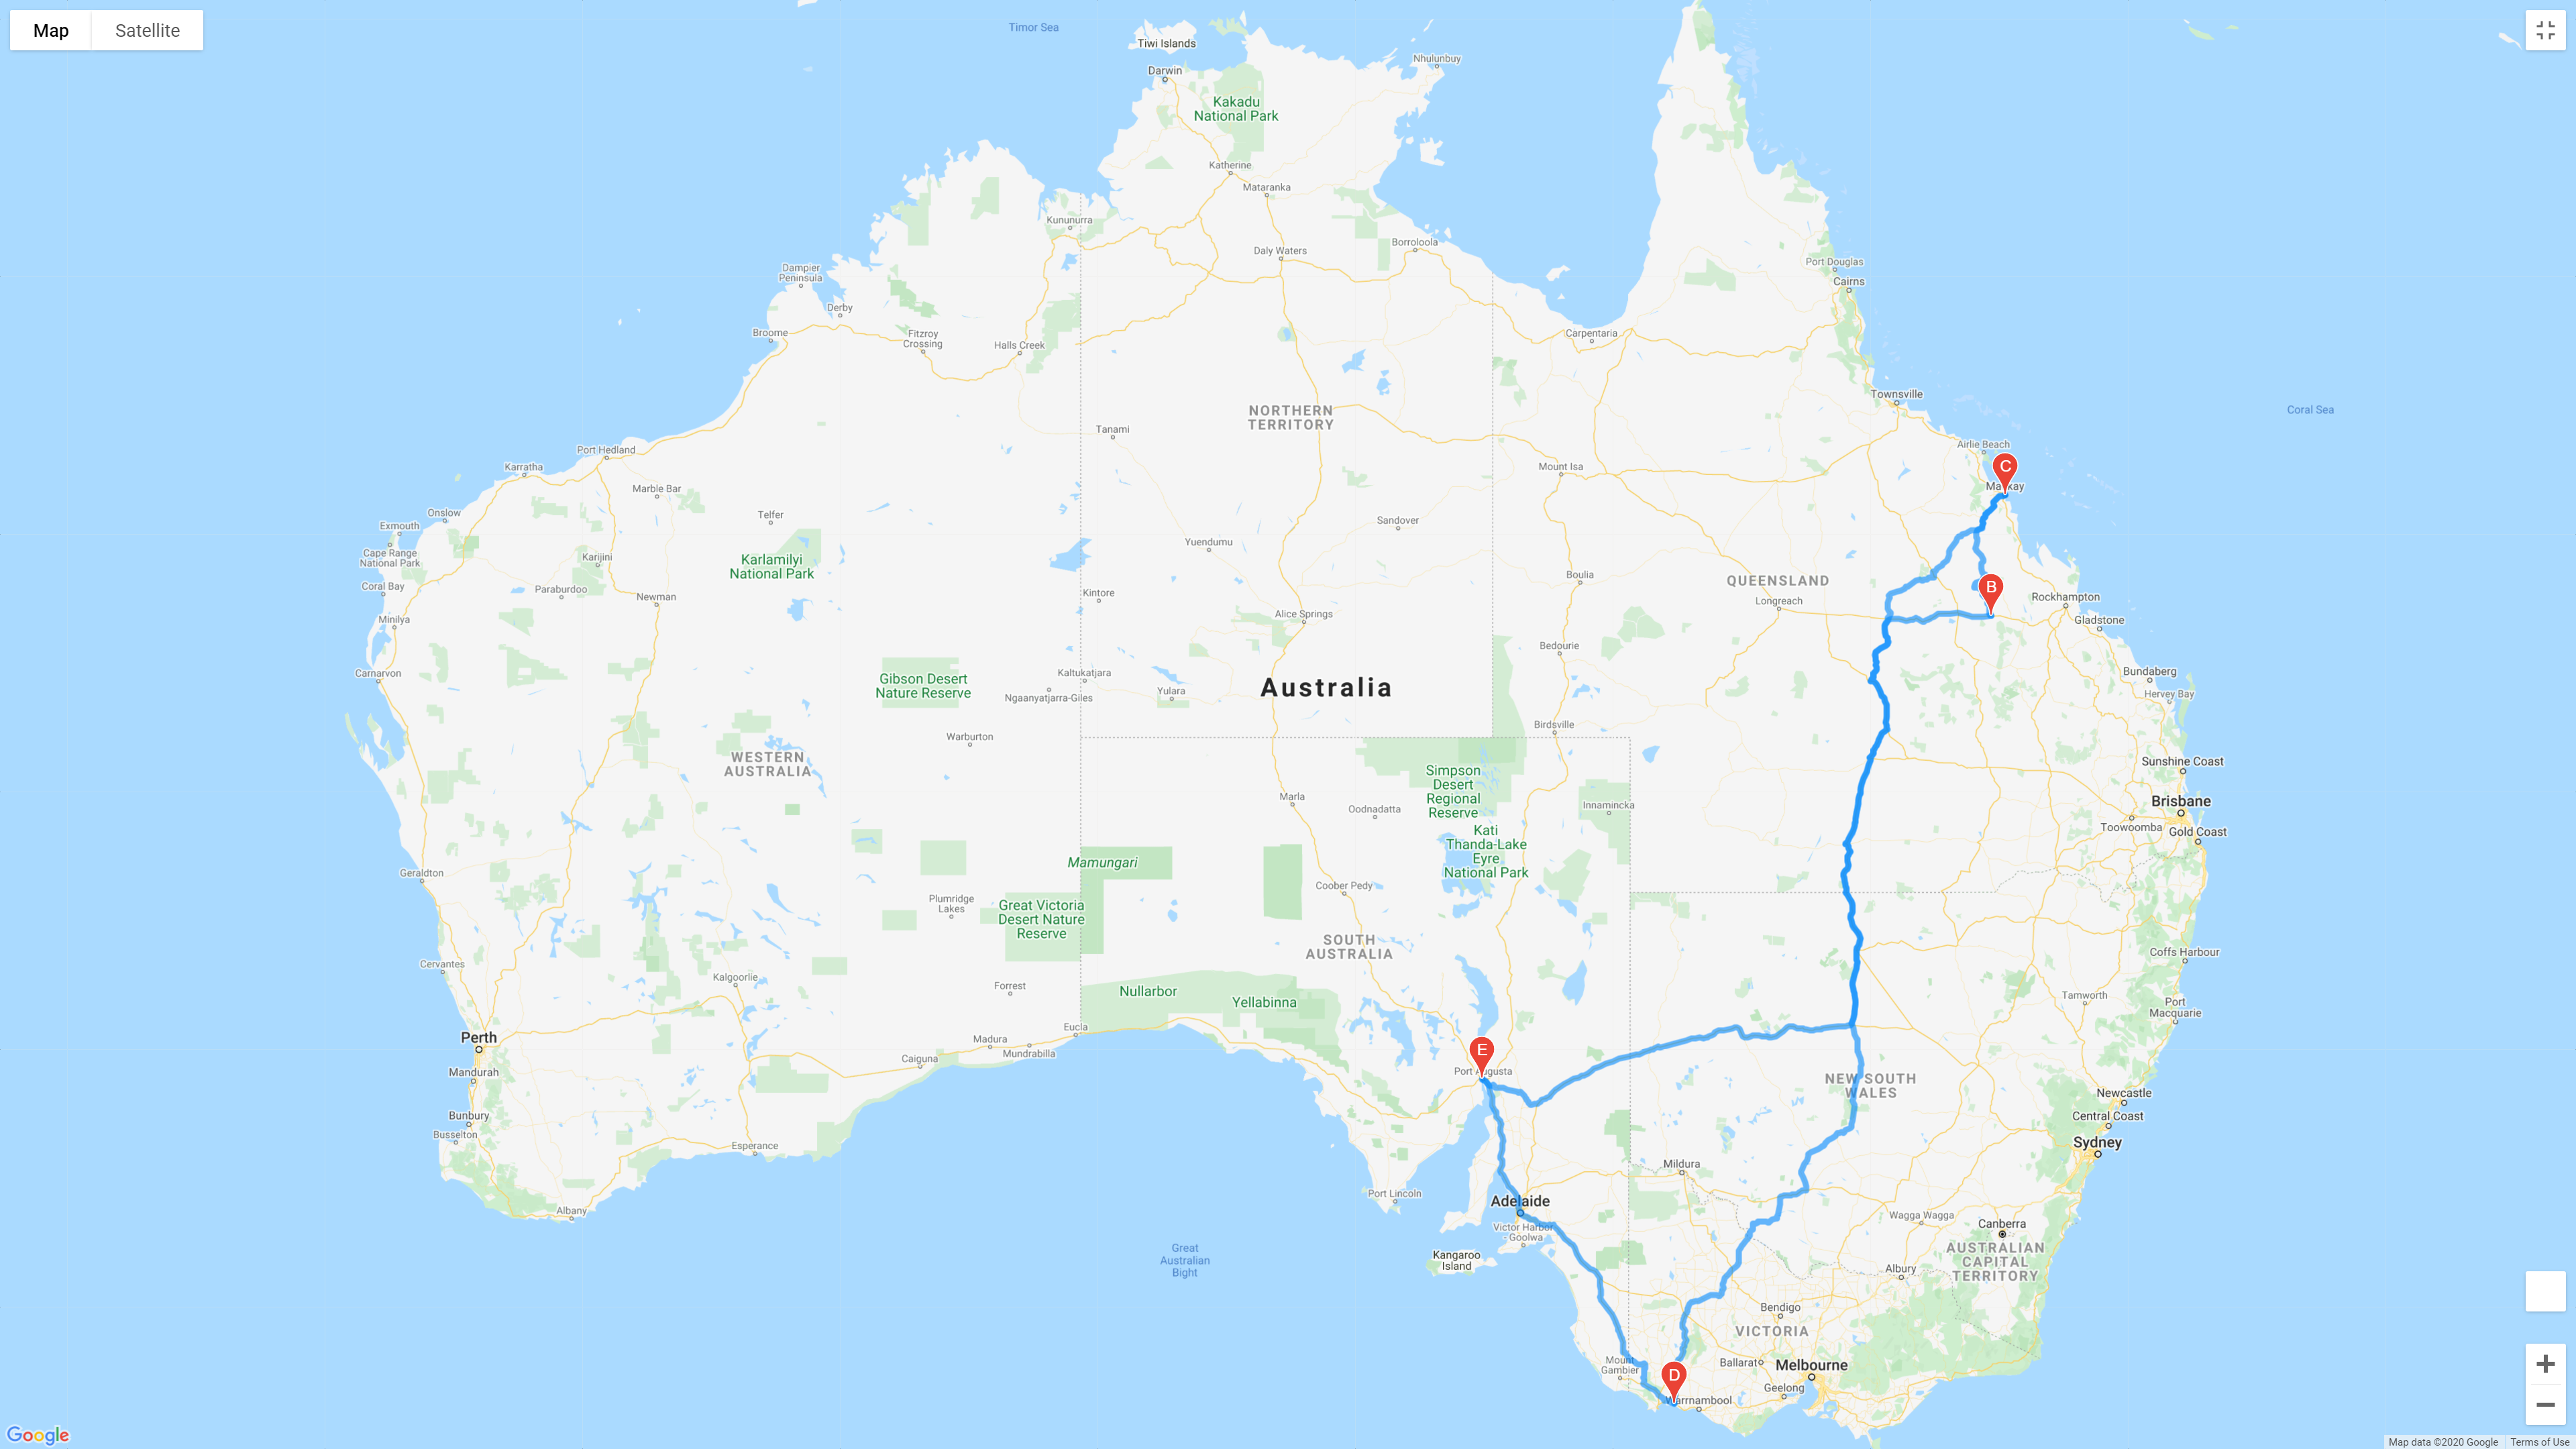 Map
Satellite
Timor Sea
Tiwi Islands
Darwin
Nhulunbuy
Kakadu
National Park
Katherine
Mataranka
Kununurra
Daly Waters
Borroloola
Port Douglas
Cairns
Dampier
Peninsula
Derby
Broome
Fitzroy
Crossing
Halls Creek
Carpentaria
Townsville
Coral Sea
NORTHERN
TERRITORY
Tanami
Airlie Beach
Port Hedland
Karratha
Mount Isa
C
Marble Bar
Telfer
Sandover
Onslow
Exmouth
Cape Range
National Park
Karijini
Karlamilyi
National Park
Yuendumu
Coral Bay
Paraburdoo
Newman
Kintore
Boulia
QUEENSLAND
Longreach
B
Rockhampton
Minilya
Alice Springs
Gladstone
Bedourie
Carnarvon
Gibson Desert
Nature Reserve
Kaltukatjara
Ngaanyatjarra-Giles
Yulara
Australia
Bundaberg
Hervey Bay
Birdsville
Warburton
WESTERN
AUSTRALIA
Simpson
Desert
Regional
Reserve
Sunshine Coast
Marla
Oodnadatta
Innamincka
Brisbane
Toowoomba
Gold Coast
Kati
Thanda-Lake
Eyre
National Park
Mamungari
Geraldton
Coober Pedy
Plumridge
Lakes
Great Victoria
Desert Nature
Reserve
SOUTH
AUSTRALIA
Coffs Harbour
Cervantes
Kalgoorlie
Forrest
Nullarbor
Yellabinna
Tamworth
Port
Macquarie
Perth
Eucla
Madura
Mundrabilla
Caiguna
Mandurah
E
Port Augusta
NEW SOUTH
WALES
Newcastle
Central Coast
Bunbury
Busselton
Esperance
Sydney
Mildura
Port Lincoln
Adelaide
Albany
Victor Harbor
- Goolwa
Wagga Wagga
Canberra
Great
Australian
Bight
Kangaroo
Island
AUSTRALIAN
CAPITAL
TERRITORY
Albury
Bendigo
VICTORIA
Mount
Gambier
Ballarat
Melbourne
D
Geelong
Google
Map data ©2020 Google
Terms of Use